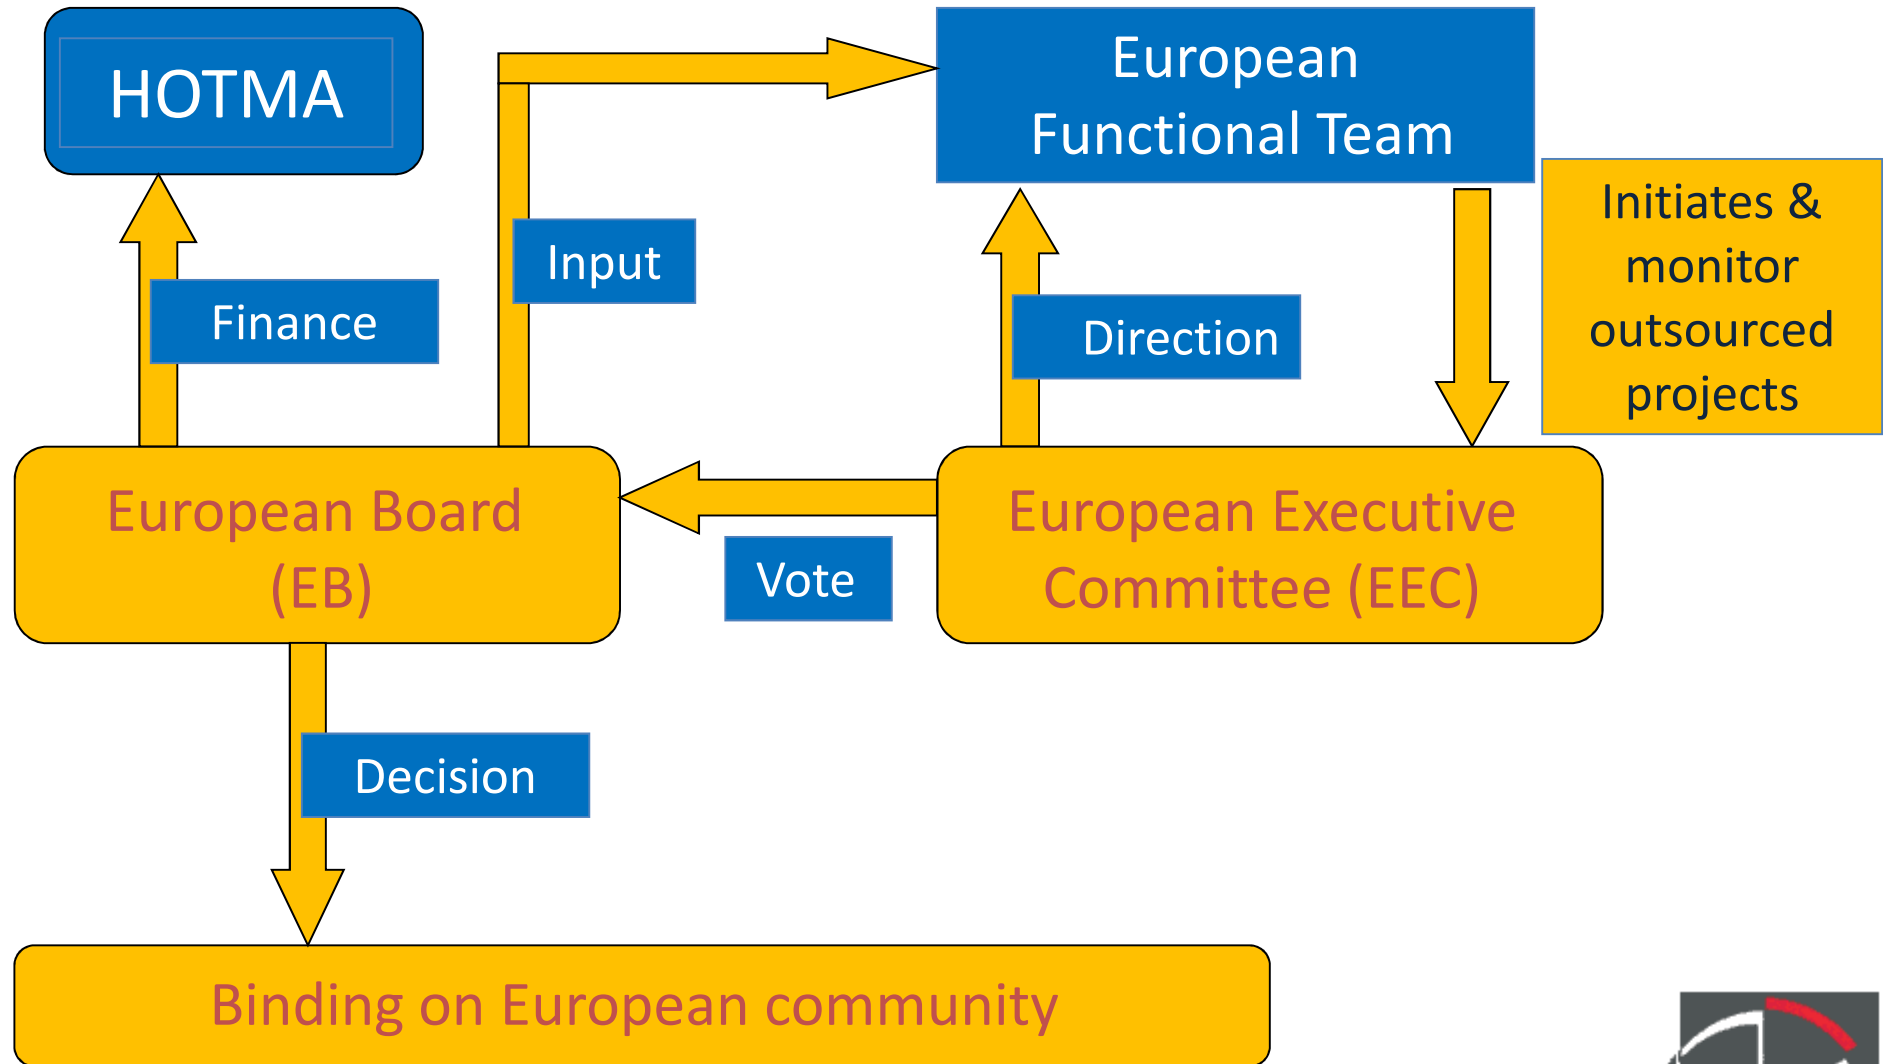 HOTMA
European
Functional Team
Initiates &
monitor
outsourced
projects
Input
Finance
Direction
European Board
(EB)
European Executive
Committee (EEC)
Vote
Decision
Binding on European community